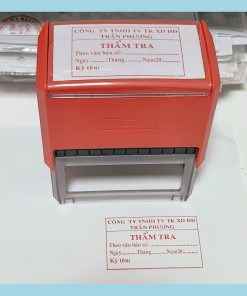 CÔNG TY TNHH TV TK XD ĐD
TRẦN PHƯƠNG
THẨM TRA
Theo văn bản số:
Ngày.............Tháng...........Năm20.....
Ký tên:
CÔNG TY TNHH TV TK XD ĐD
TRẦN PHƯƠNG
THẨM TRA
Theo văn bản số:
Ngày.............Tháng...........Năm20.....
Ký tên: